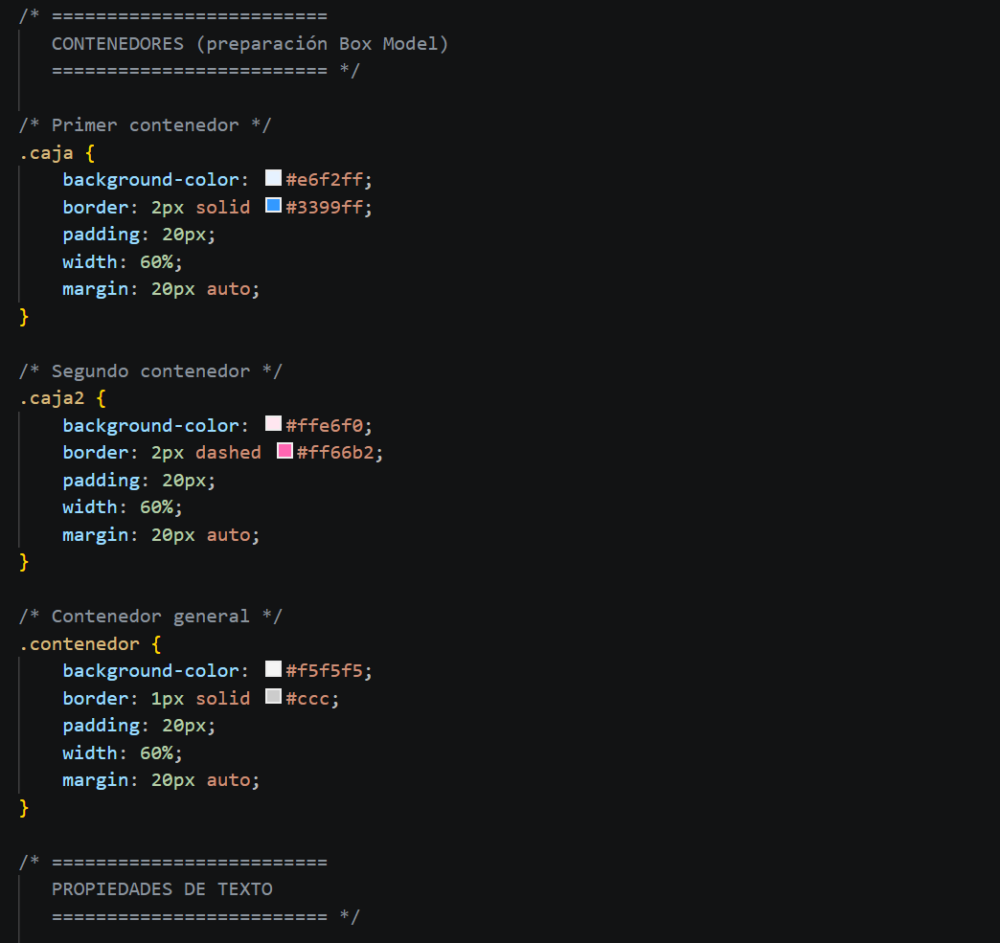 /* =========================
CONTENEDORES (preparación Box Model)
========================= */
/* Primer contenedor */
.caja {
background-color: #e6f2ff;
border: 2px solid #3399ff;
padding: 20px;
width: 60%;
margin: 20px auto;
}
/* Segundo contenedor */
.caja2 {
background-color: #ffe6f0;
border: 2px dashed #ff66b2;
padding: 20px;
width: 60%;
margin: 20px auto;
}
/* Contenedor general */
.contenedor {
background-color: #f5f5f5;
border: 1px solid #ccc;
padding: 20px;
width: 60%;
margin: 20px auto;
}
/* =========================
PROPIEDADES DE TEXTO
========================= */